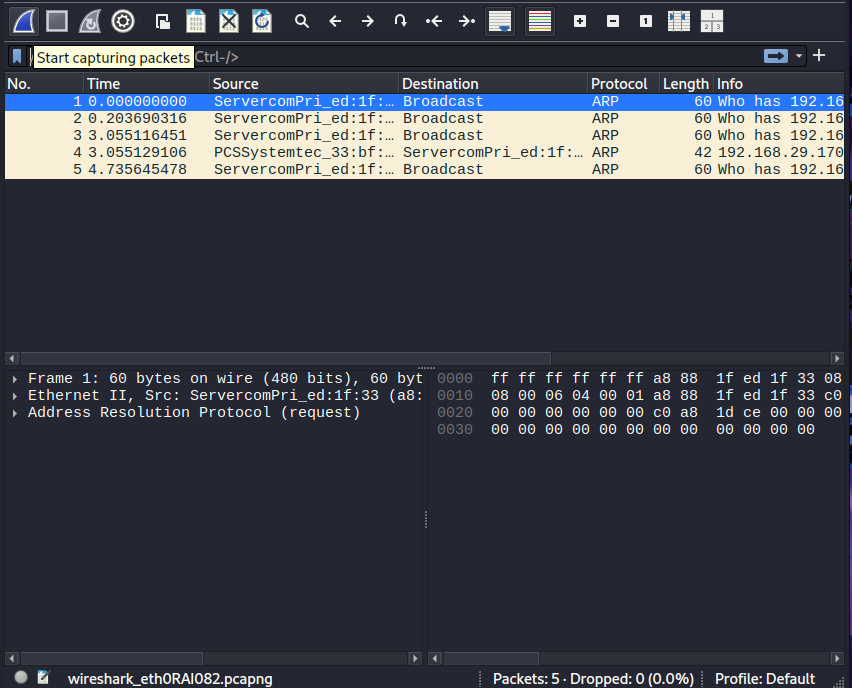 Start capturing packets Ctrl-/>
No. Time Source Destination Protocol Length Info
1 0.000000000 ServercomPri_ed:1f:… Broadcast ARP 60 Who has 192.16
2 0.203690316 ServercomPri_ed:1f:… Broadcast ARP 60 Who has 192.16
3 3.055116451 ServercomPri_ed:1f:… Broadcast ARP 60 Who has 192.16
4 3.055129106 PCSSystemtec_33:bf:… ServercomPri_ed:1f:… ARP 42 192.168.29.170
5 4.735645478 ServercomPri_ed:1f:… Broadcast ARP 60 Who has 192.16
Frame 1: 60 bytes on wire (480 bits), 60 byt
Ethernet II, Src: ServercomPri_ed:1f:33 (a8:
Address Resolution Protocol (request)
0000 ff ff ff ff ff ff a8 88 1f ed 1f 33 08
0010 08 00 06 04 00 01 a8 88 1f ed 1f 33 c0
0020 00 00 00 00 00 00 c0 a8 1d ce 00 00 00
0030 00 00 00 00 00 00 00 00 00 00 00 00
wireshark_eth0RAI082.pcapng Packets: 5 · Dropped: 0 (0.0%) Profile: Default